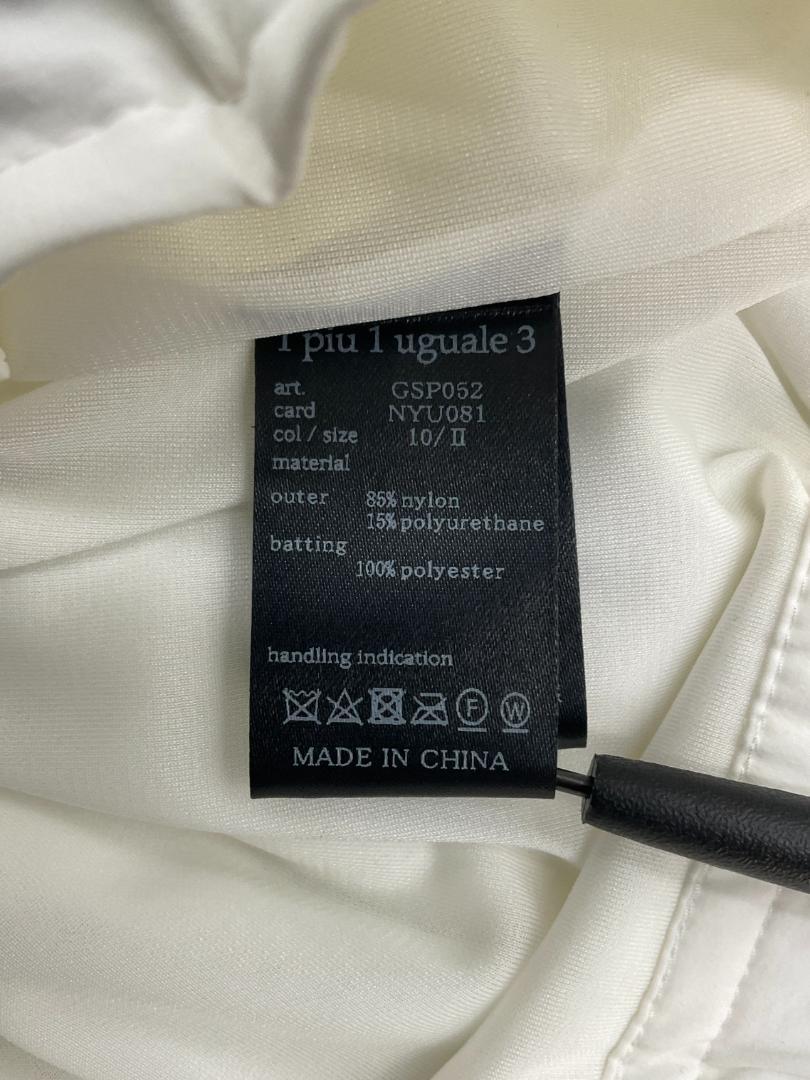 1 piu 1 uguale 3
art. GSP052
card NYU081
col / size 10/Ⅱ
material
outer 85% nylon
15% polyurethane
batting
100% polyester
handling indication
F W
MADE IN CHINA